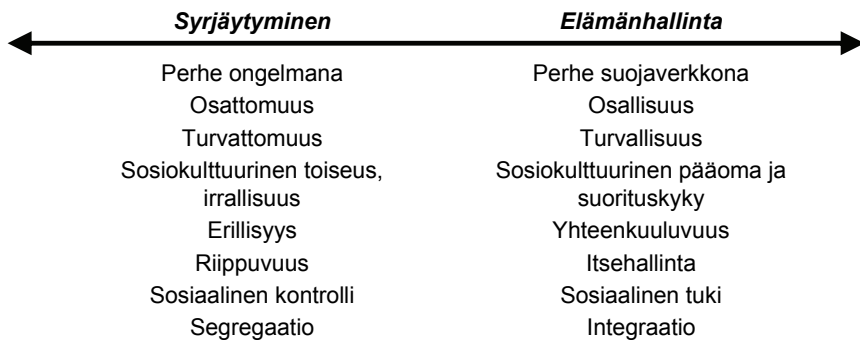 Syrjäytyminen Elämänhallinta
Perhe ongelmana Perhe suojaverkkona
Osattomuus Osallisuus
Turvattomuus Turvallisuus
Sosiokulttuurinen toiseus, Sosiokulttuurinen pääoma ja
irrallisuus suorituskyky
Erillisyys Yhteenkuuluvuus
Riippuvuus Itsehallinta
Sosiaalinen kontrolli Sosiaalinen tuki
Segregaatio Integraatio